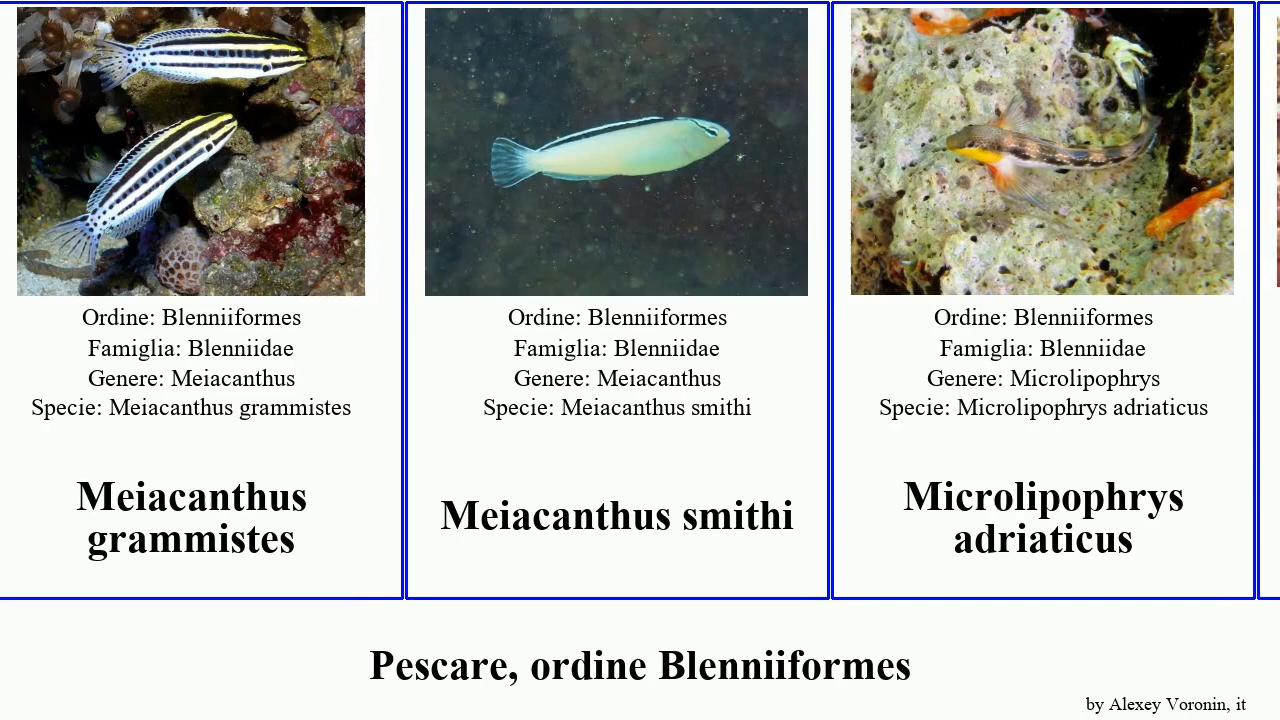 Ordine: Blenniiformes
Famiglia: Blenniidae
Genere: Meiacanthus
Specie: Meiacanthus grammistes
Meiacanthus
grammistes
Ordine: Blenniiformes
Famiglia: Blenniidae
Genere: Meiacanthus
Specie: Meiacanthus smithi
Meiacanthus smithi
Ordine: Blenniiformes
Famiglia: Blenniidae
Genere: Microlipophrys
Specie: Microlipophrys adriaticus
Microlipophrys
adriaticus
Pescare, ordine Blenniiformes
by Alexey Voronin, it